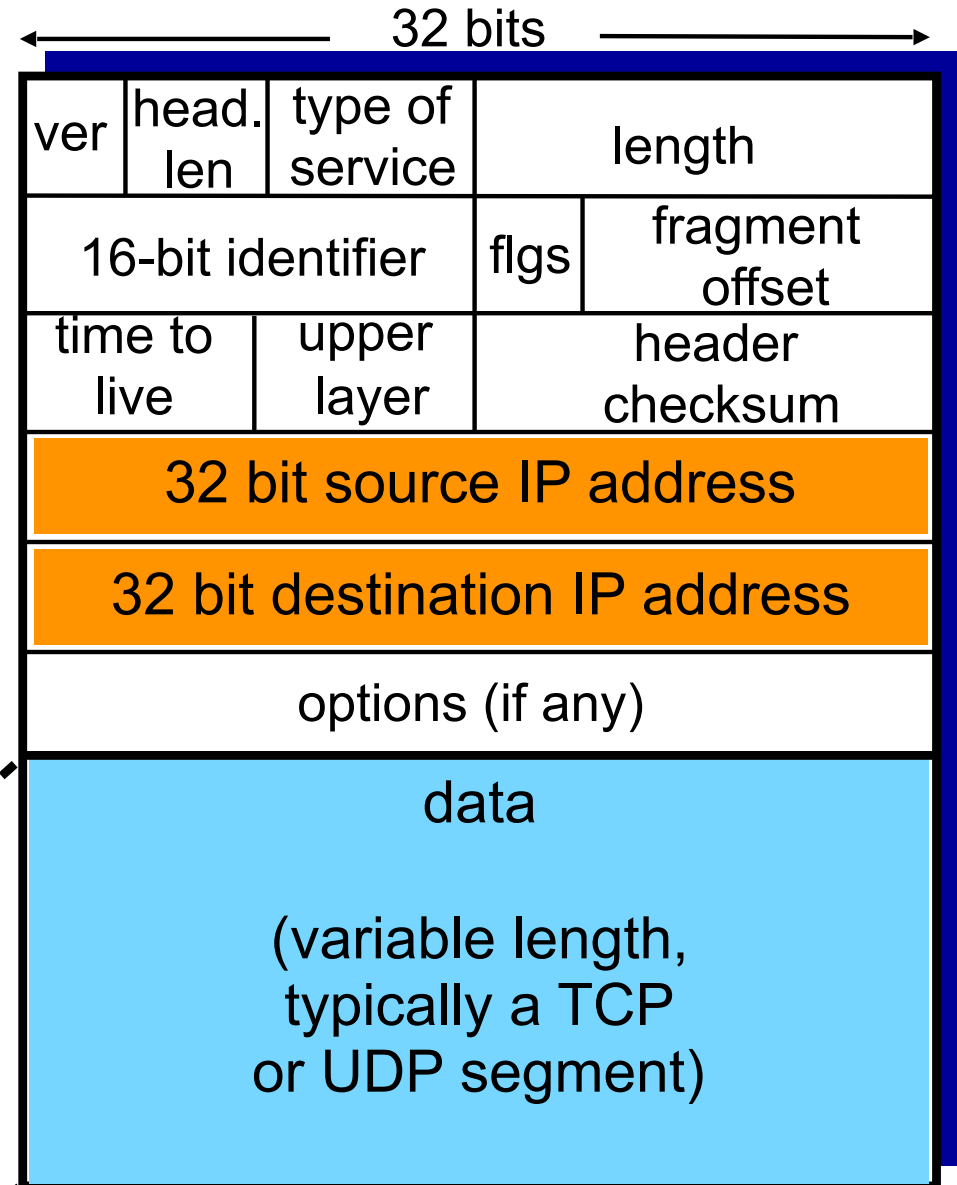 32 bits
ver
head.
len
type of
service
length
16-bit identifier
flgs
fragment
offset
time to
live
upper
layer
header
checksum
32 bit source IP address
32 bit destination IP address
options (if any)
data
(variable length,
typically a TCP
or UDP segment)